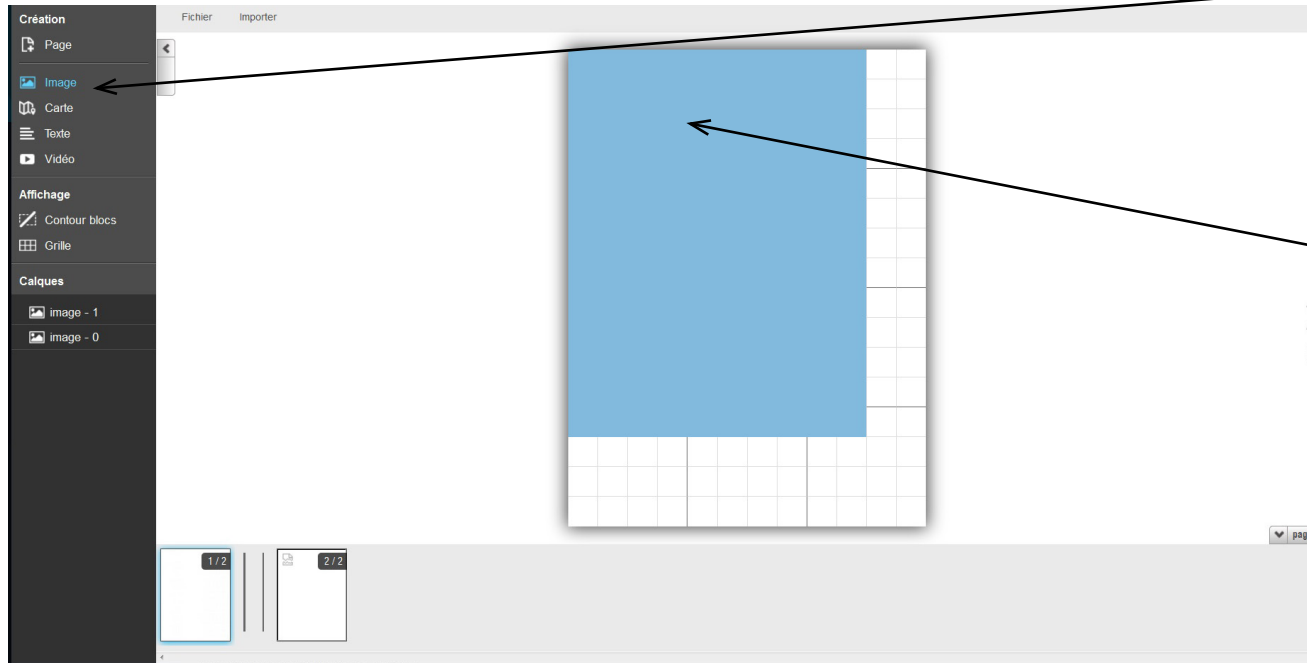 Création
Fichier Importer
Page
Image
Carte
Texte
Vidéo
Affichage
Contour blocs
Grille
Calques
image - 1
image - 0
pag
1 / 2
2 / 2